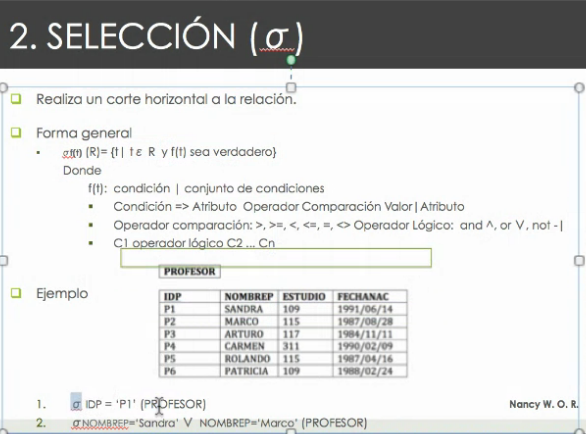 2. SELECCIÓN (σ)
Realiza un corte horizontal a la relación.
Forma general
σf(t) (R)= {t| t ε R y f(t) sea verdadero}
Donde
f(t): condición | conjunto de condiciones
Condición => Atributo Operador Comparación Valor|Atributo
Operador comparación: >, >=, <, <=, =, <> Operador Lógico: and ^, or V, not -|
C1 operador lógico C2 ... Cn
PROFESOR
Ejemplo
IDP NOMBREP ESTUDIO FECHANAC
P1 SANDRA 109 1991/06/14
P2 MARCO 115 1987/08/28
P3 ARTURO 117 1984/11/11
P4 CARMEN 311 1990/02/09
P5 ROLANDO 115 1987/04/16
P6 PATRICIA 109 1988/02/24
1. σ IDP = 'P1' (PROFESOR)
Nancy W. O. R.
2. σ NOMBREP='Sandra' V NOMBREP='Marco' (PROFESOR)